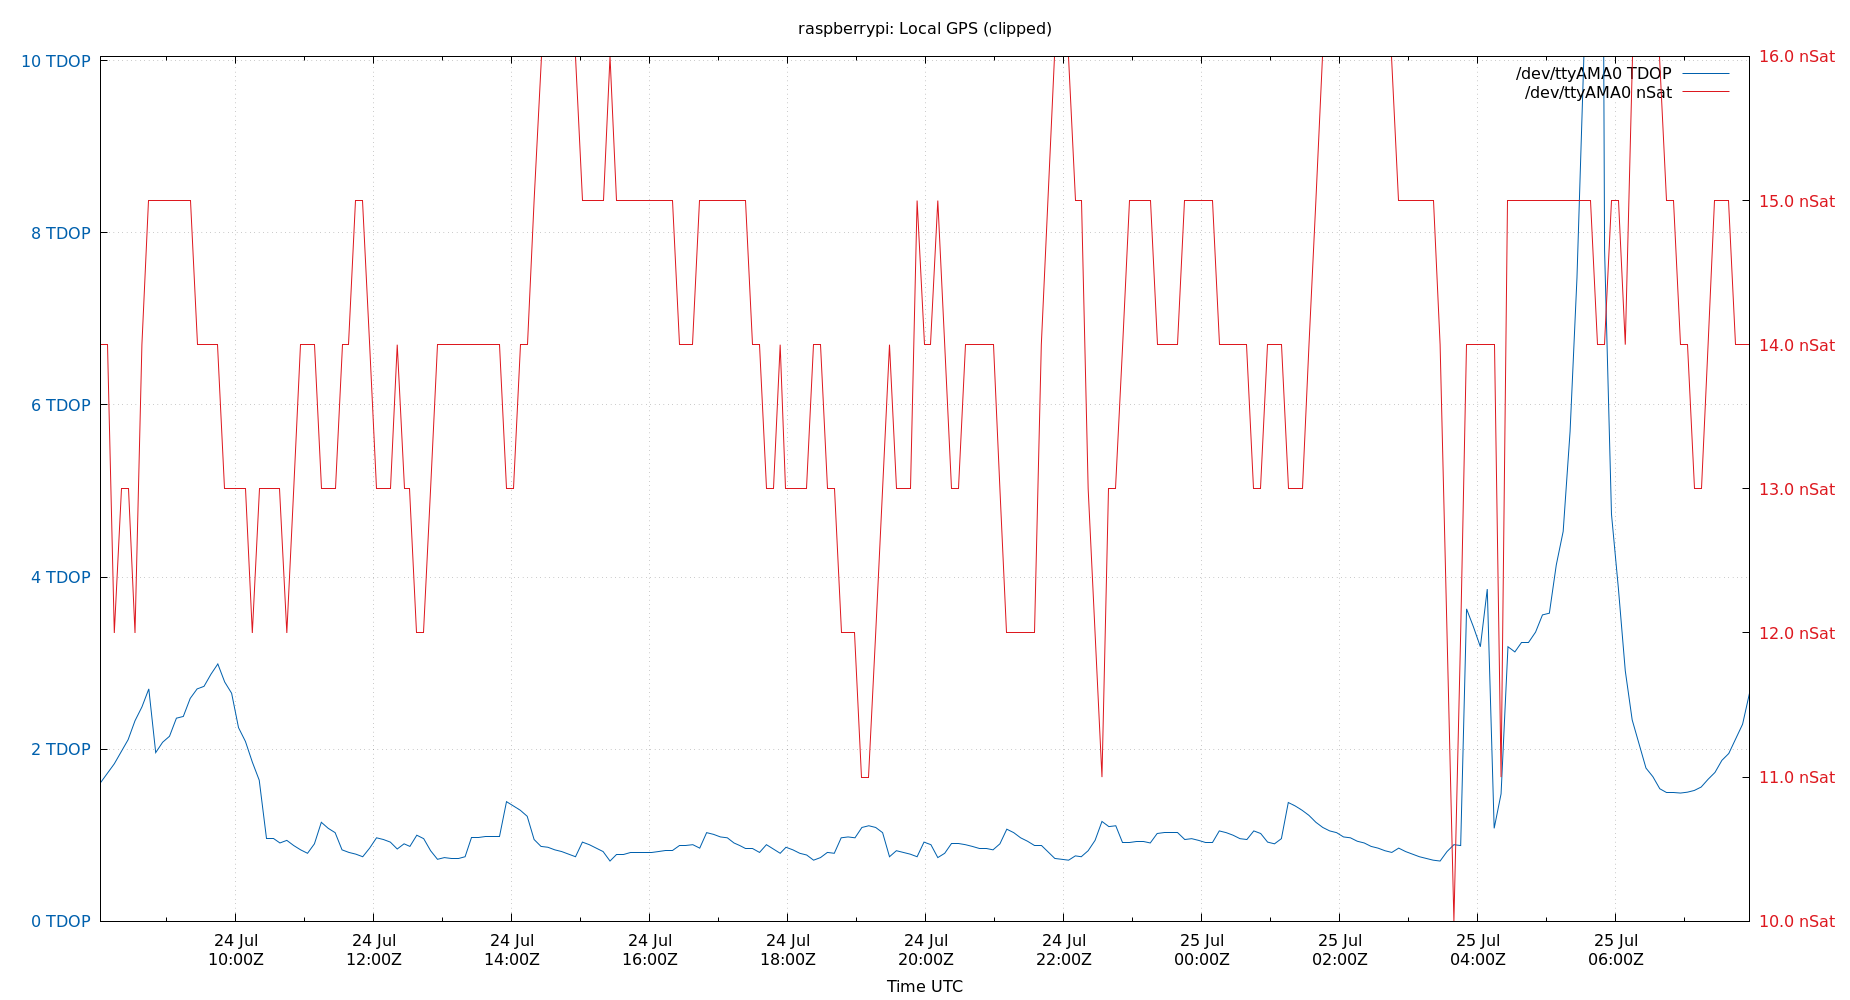 raspberrypi: Local GPS (clipped)
/dev/ttyAMA0 TDOP
/dev/ttyAMA0 nSat
10 TDOP
8 TDOP
6 TDOP
4 TDOP
2 TDOP
0 TDOP
16.0 nSat
15.0 nSat
14.0 nSat
13.0 nSat
12.0 nSat
11.0 nSat
10.0 nSat
24 Jul
10:00Z
24 Jul
12:00Z
24 Jul
14:00Z
24 Jul
16:00Z
24 Jul
18:00Z
24 Jul
20:00Z
24 Jul
22:00Z
25 Jul
00:00Z
25 Jul
02:00Z
25 Jul
04:00Z
25 Jul
06:00Z
Time UTC